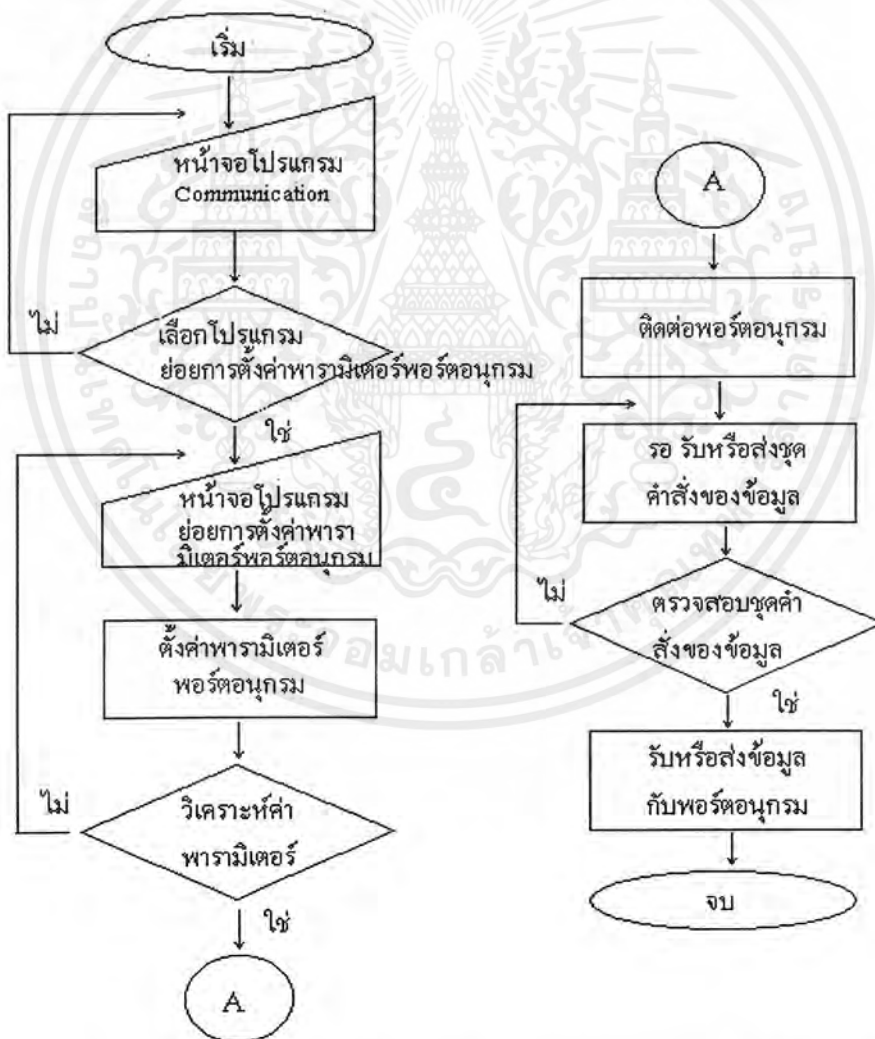 เริ่ม
หน้าจอโปรแกรม
Communication
ไม่
เลือกโปรแกรม
ย่อยการตั้งค่าพารามิเตอร์พอร์ตอนุกรม
ใช่
หน้าจอโปรแกรม
ย่อยการตั้งค่าพารา
มิเตอร์พอร์ตอนุกรม
ตั้งค่าพารามิเตอร์
พอร์ตอนุกรม
ไม่
วิเคราะห์ค่า
พารามิเตอร์
ใช่
A
A
ติดต่อพอร์ตอนุกรม
รอ รับหรือส่งชุด
คำสั่งของข้อมูล
ไม่
ตรวจสอบชุดคำ
สั่งของข้อมูล
ใช่
รับหรือส่งข้อมูล
กับพอร์ตอนุกรม
จบ